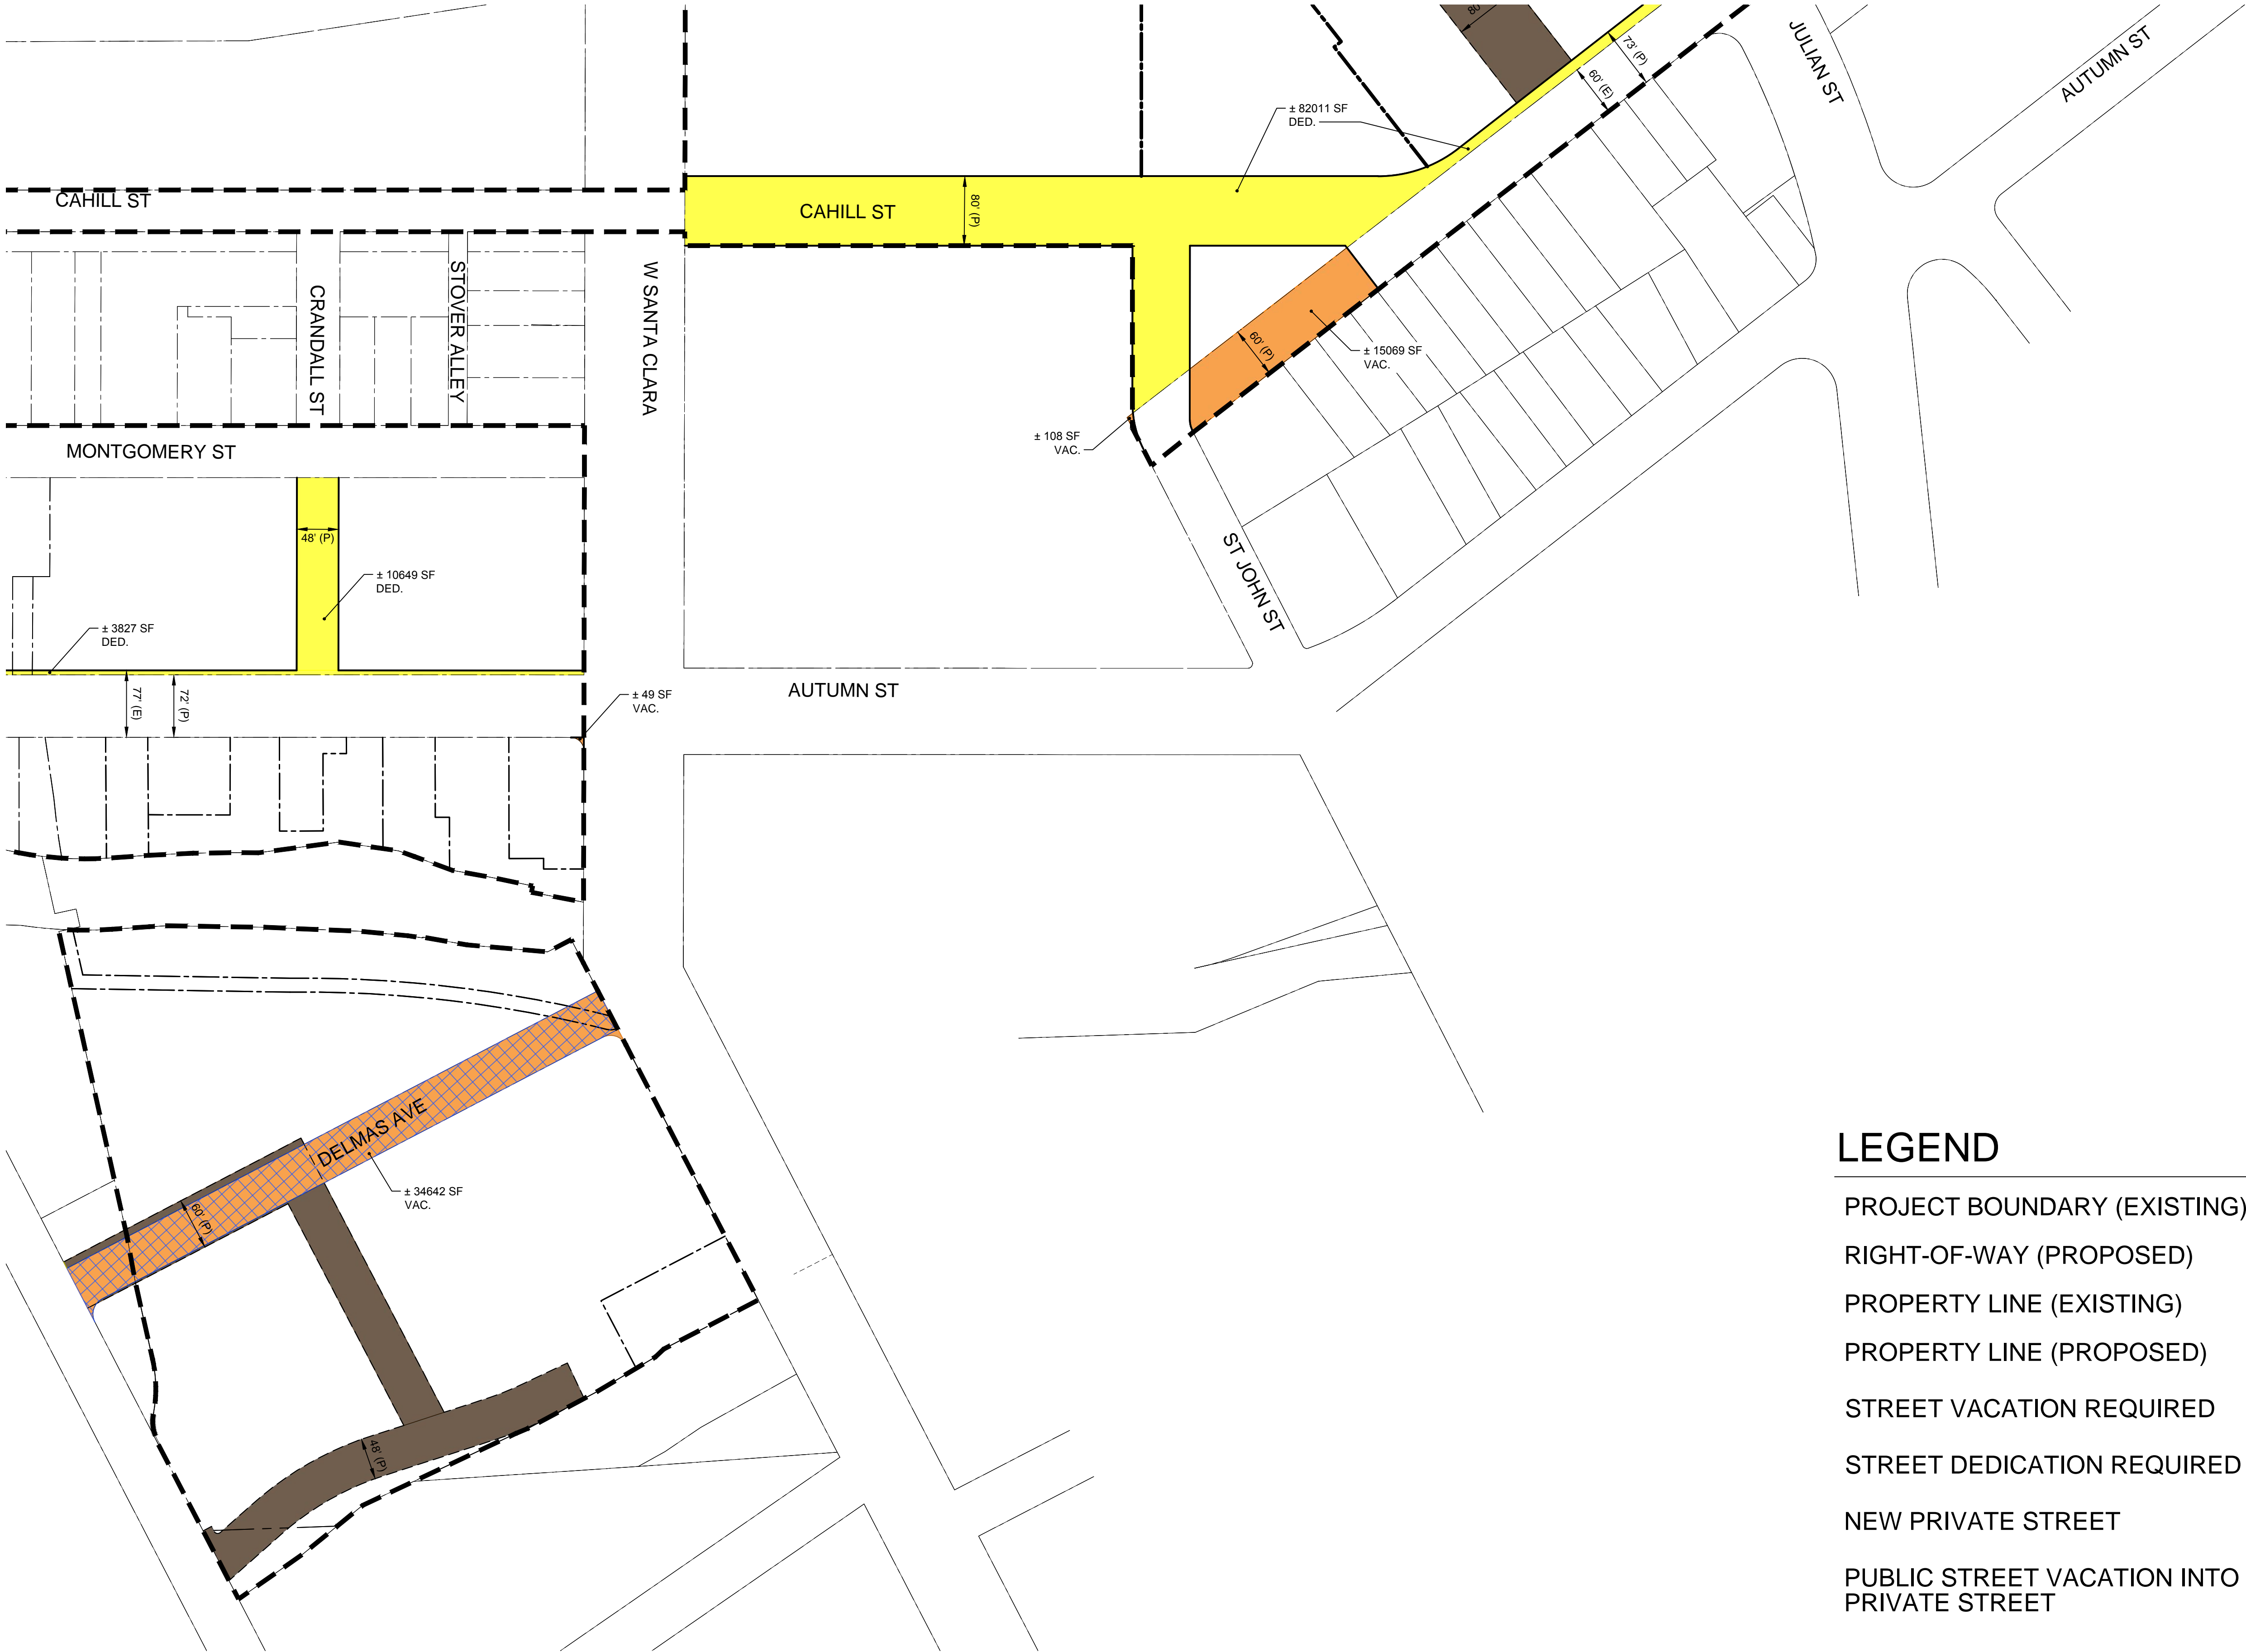 80'
73' (P)
60' (E)
JULIAN ST
AUTUMN ST
± 82011 SF
DED.
CAHILL ST
CAHILL ST
80' (P)
CRANDALL ST
STOVER ALLEY
W SANTA CLARA
60' (P)
± 15069 SF
VAC.
± 108 SF
VAC.
MONTGOMERY ST
48' (P)
± 10649 SF
DED.
ST JOHN ST
± 3827 SF
DED.
77' (E)
72' (P)
± 49 SF
VAC.
AUTUMN ST
DELMAS AVE
± 34642 SF
VAC.
60' (P)
48' (P)
LEGEND
PROJECT BOUNDARY (EXISTING)
RIGHT-OF-WAY (PROPOSED)
PROPERTY LINE (EXISTING)
PROPERTY LINE (PROPOSED)
STREET VACATION REQUIRED
STREET DEDICATION REQUIRED
NEW PRIVATE STREET
PUBLIC STREET VACATION INTO
PRIVATE STREET